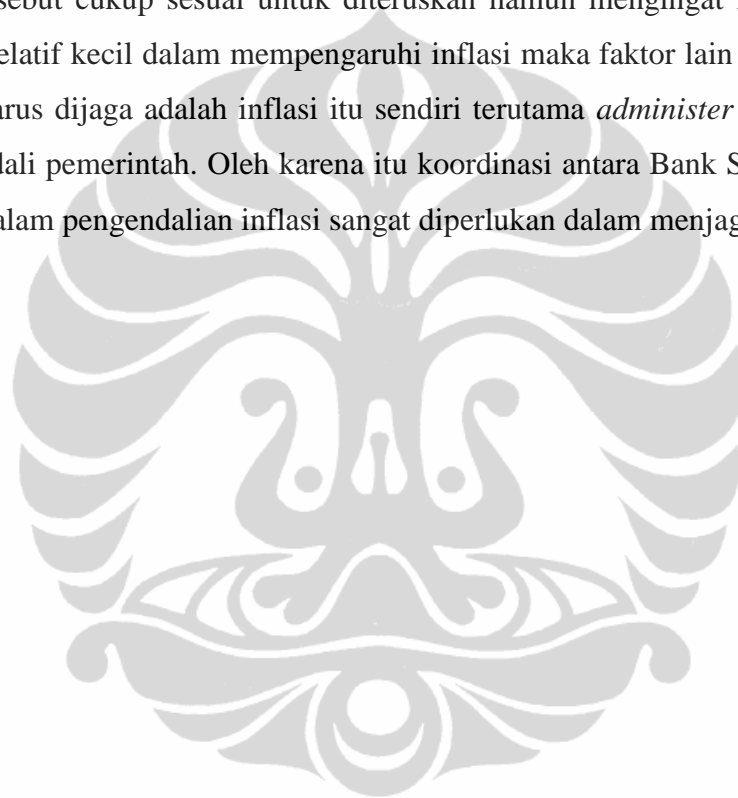 sebut cukup sesuai untuk diteruskan namun mengingat
elatif kecil dalam mempengaruhi inflasi maka faktor lain
arus dijaga adalah inflasi itu sendiri terutama administer
dali pemerintah. Oleh karena itu koordinasi antara Bank S
alam pengendalian inflasi sangat diperlukan dalam menjag